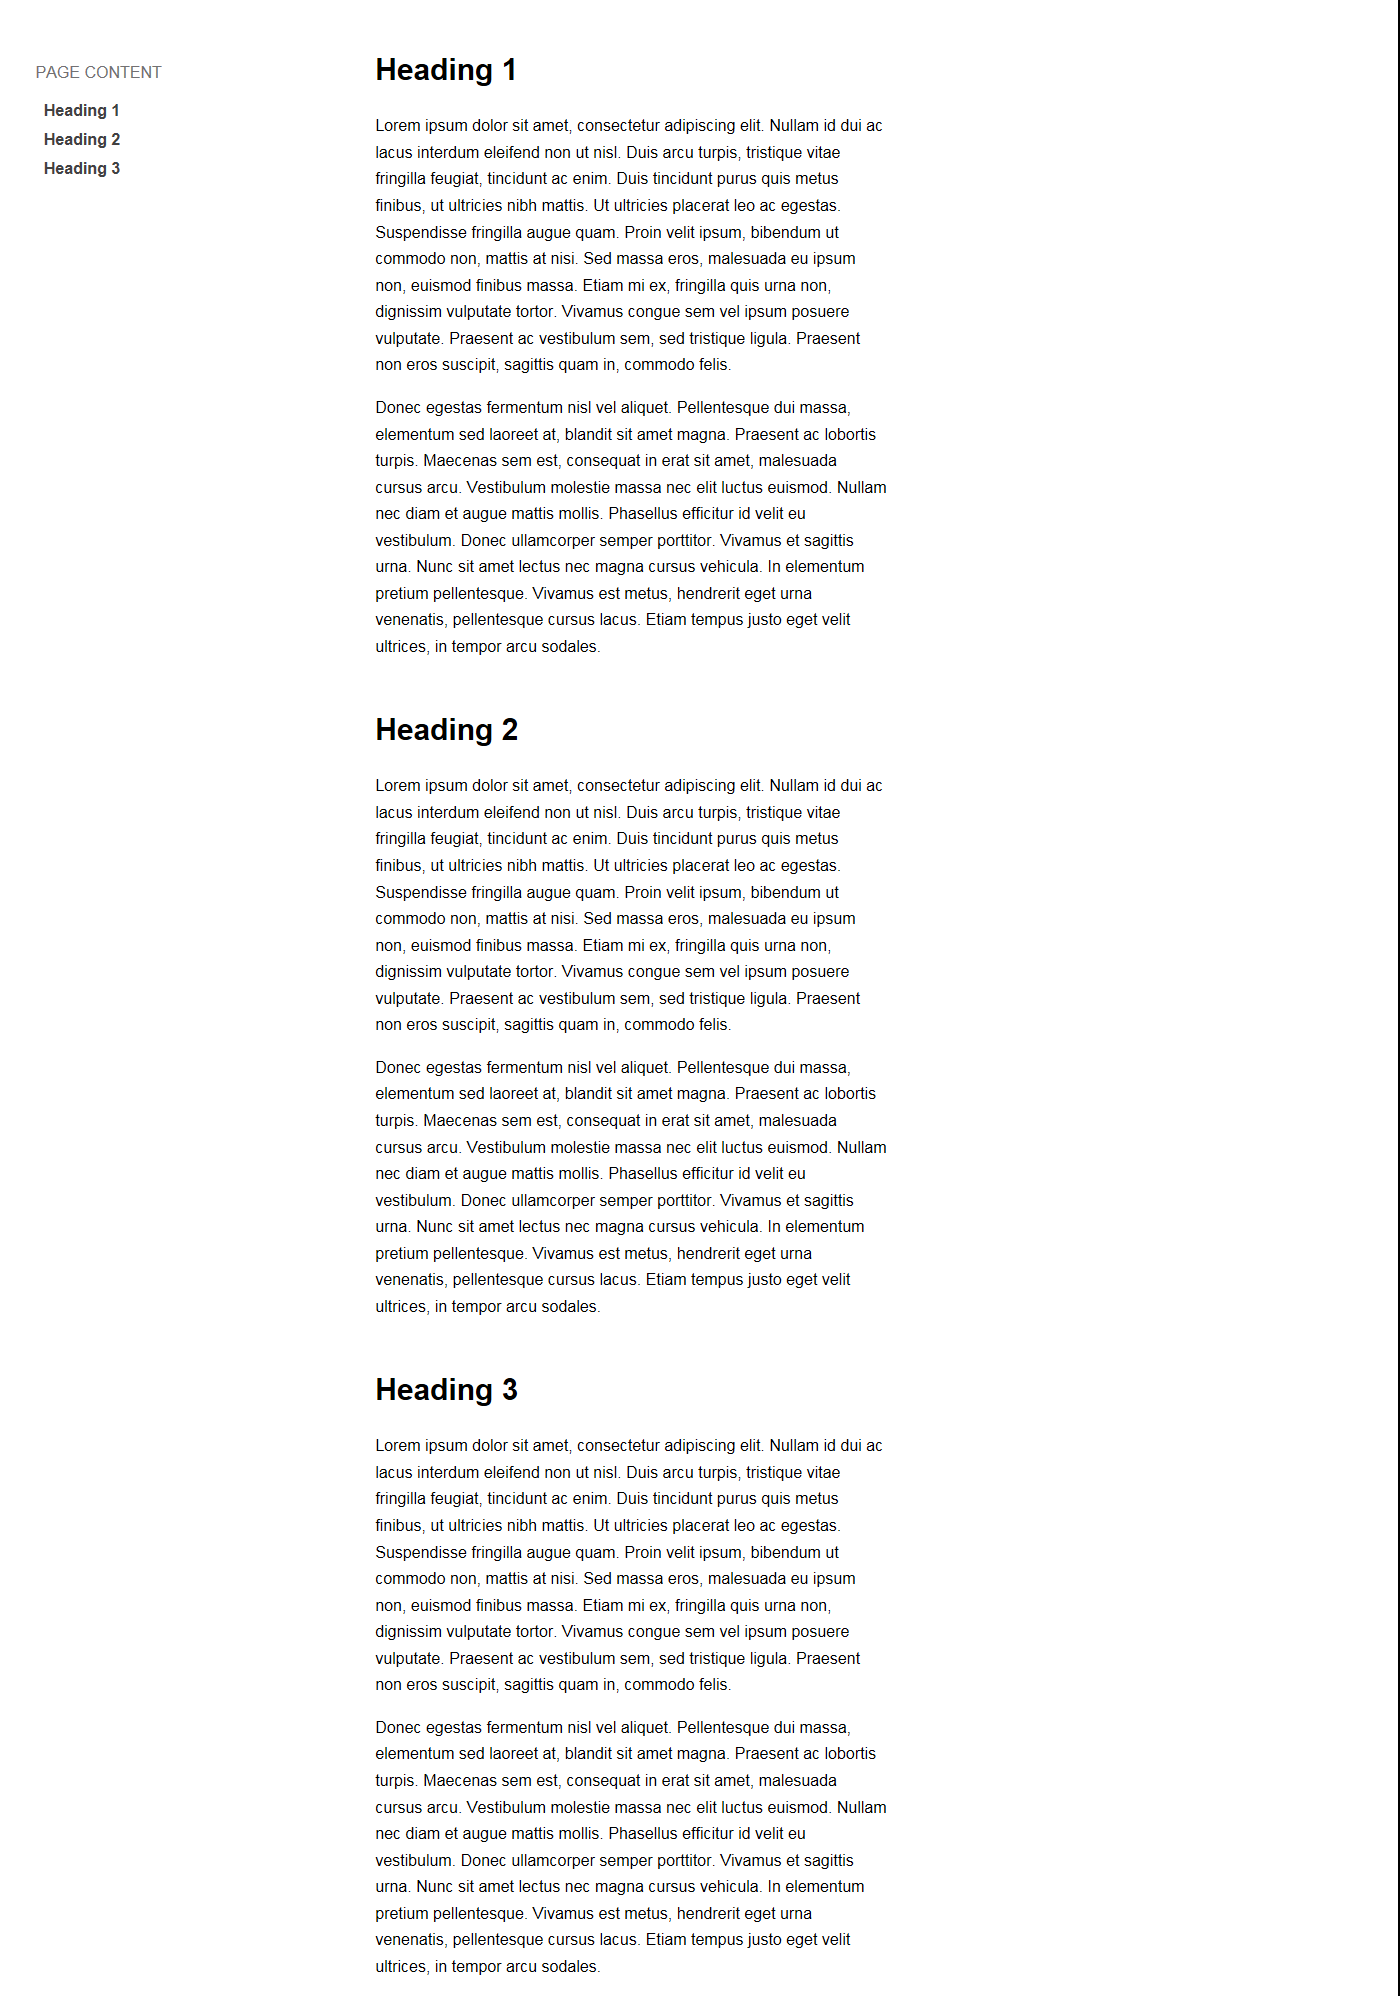 PAGE CONTENT
Heading 1
Heading 2
Heading 3
Heading 1
Lorem ipsum dolor sit amet, consectetur adipiscing elit. Nullam id dui ac
lacus interdum eleifend non ut nisl. Duis arcu turpis, tristique vitae
fringilla feugiat, tincidunt ac enim. Duis tincidunt purus quis metus
finibus, ut ultricies nibh mattis. Ut ultricies placerat leo ac egestas.
Suspendisse fringilla augue quam. Proin velit ipsum, bibendum ut
commodo non, mattis at nisi. Sed massa eros, malesuada eu ipsum
non, euismod finibus massa. Etiam mi ex, fringilla quis urna non,
dignissim vulputate tortor. Vivamus congue sem vel ipsum posuere
vulputate. Praesent ac vestibulum sem, sed tristique ligula. Praesent
non eros suscipit, sagittis quam in, commodo felis.
Donec egestas fermentum nisl vel aliquet. Pellentesque dui massa,
elementum sed laoreet at, blandit sit amet magna. Praesent ac lobortis
turpis. Maecenas sem est, consequat in erat sit amet, malesuada
cursus arcu. Vestibulum molestie massa nec elit luctus euismod. Nullam
nec diam et augue mattis mollis. Phasellus efficitur id velit eu
vestibulum. Donec ullamcorper semper porttitor. Vivamus et sagittis
urna. Nunc sit amet lectus nec magna cursus vehicula. In elementum
pretium pellentesque. Vivamus est metus, hendrerit eget urna
venenatis, pellentesque cursus lacus. Etiam tempus justo eget velit
ultrices, in tempor arcu sodales.
Heading 2
Lorem ipsum dolor sit amet, consectetur adipiscing elit. Nullam id dui ac
lacus interdum eleifend non ut nisl. Duis arcu turpis, tristique vitae
fringilla feugiat, tincidunt ac enim. Duis tincidunt purus quis metus
finibus, ut ultricies nibh mattis. Ut ultricies placerat leo ac egestas.
Suspendisse fringilla augue quam. Proin velit ipsum, bibendum ut
commodo non, mattis at nisi. Sed massa eros, malesuada eu ipsum
non, euismod finibus massa. Etiam mi ex, fringilla quis urna non,
dignissim vulputate tortor. Vivamus congue sem vel ipsum posuere
vulputate. Praesent ac vestibulum sem, sed tristique ligula. Praesent
non eros suscipit, sagittis quam in, commodo felis.
Donec egestas fermentum nisl vel aliquet. Pellentesque dui massa,
elementum sed laoreet at, blandit sit amet magna. Praesent ac lobortis
turpis. Maecenas sem est, consequat in erat sit amet, malesuada
cursus arcu. Vestibulum molestie massa nec elit luctus euismod. Nullam
nec diam et augue mattis mollis. Phasellus efficitur id velit eu
vestibulum. Donec ullamcorper semper porttitor. Vivamus et sagittis
urna. Nunc sit amet lectus nec magna cursus vehicula. In elementum
pretium pellentesque. Vivamus est metus, hendrerit eget urna
venenatis, pellentesque cursus lacus. Etiam tempus justo eget velit
ultrices, in tempor arcu sodales.
Heading 3
Lorem ipsum dolor sit amet, consectetur adipiscing elit. Nullam id dui ac
lacus interdum eleifend non ut nisl. Duis arcu turpis, tristique vitae
fringilla feugiat, tincidunt ac enim. Duis tincidunt purus quis metus
finibus, ut ultricies nibh mattis. Ut ultricies placerat leo ac egestas.
Suspendisse fringilla augue quam. Proin velit ipsum, bibendum ut
commodo non, mattis at nisi. Sed massa eros, malesuada eu ipsum
non, euismod finibus massa. Etiam mi ex, fringilla quis urna non,
dignissim vulputate tortor. Vivamus congue sem vel ipsum posuere
vulputate. Praesent ac vestibulum sem, sed tristique ligula. Praesent
non eros suscipit, sagittis quam in, commodo felis.
Donec egestas fermentum nisl vel aliquet. Pellentesque dui massa,
elementum sed laoreet at, blandit sit amet magna. Praesent ac lobortis
turpis. Maecenas sem est, consequat in erat sit amet, malesuada
cursus arcu. Vestibulum molestie massa nec elit luctus euismod. Nullam
nec diam et augue mattis mollis. Phasellus efficitur id velit eu
vestibulum. Donec ullamcorper semper porttitor. Vivamus et sagittis
urna. Nunc sit amet lectus nec magna cursus vehicula. In elementum
pretium pellentesque. Vivamus est metus, hendrerit eget urna
venenatis, pellentesque cursus lacus. Etiam tempus justo eget velit
ultrices, in tempor arcu sodales.